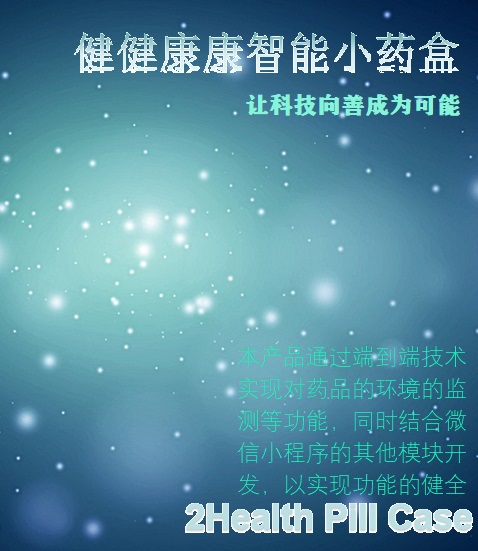 健健康康智能小药盒
让科技向善成为可能
本产品通过端到端技术
实现对药品的环境的监
测等功能，同时结合微
信小程序的其他模块开
发，以实现功能的健全
2Health Pill Case